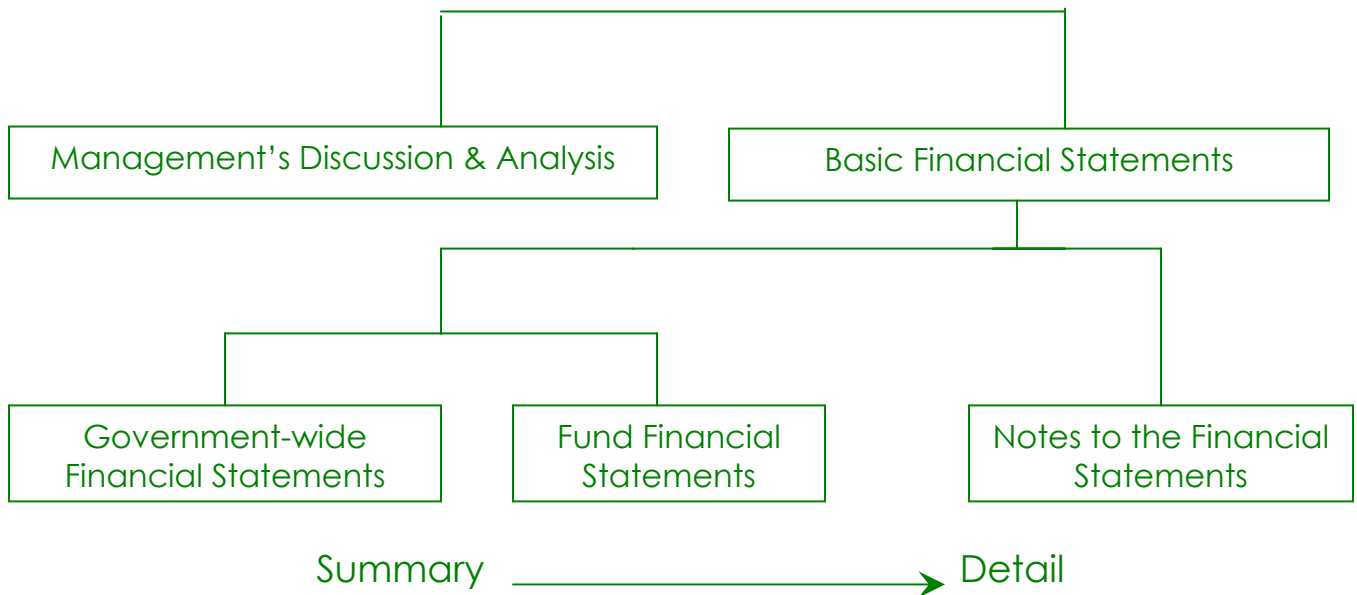 Management’s Discussion & Analysis
Basic Financial Statements
Government-wide
Financial Statements
Fund Financial
Statements
Notes to the Financial
Statements
Summary
Detail